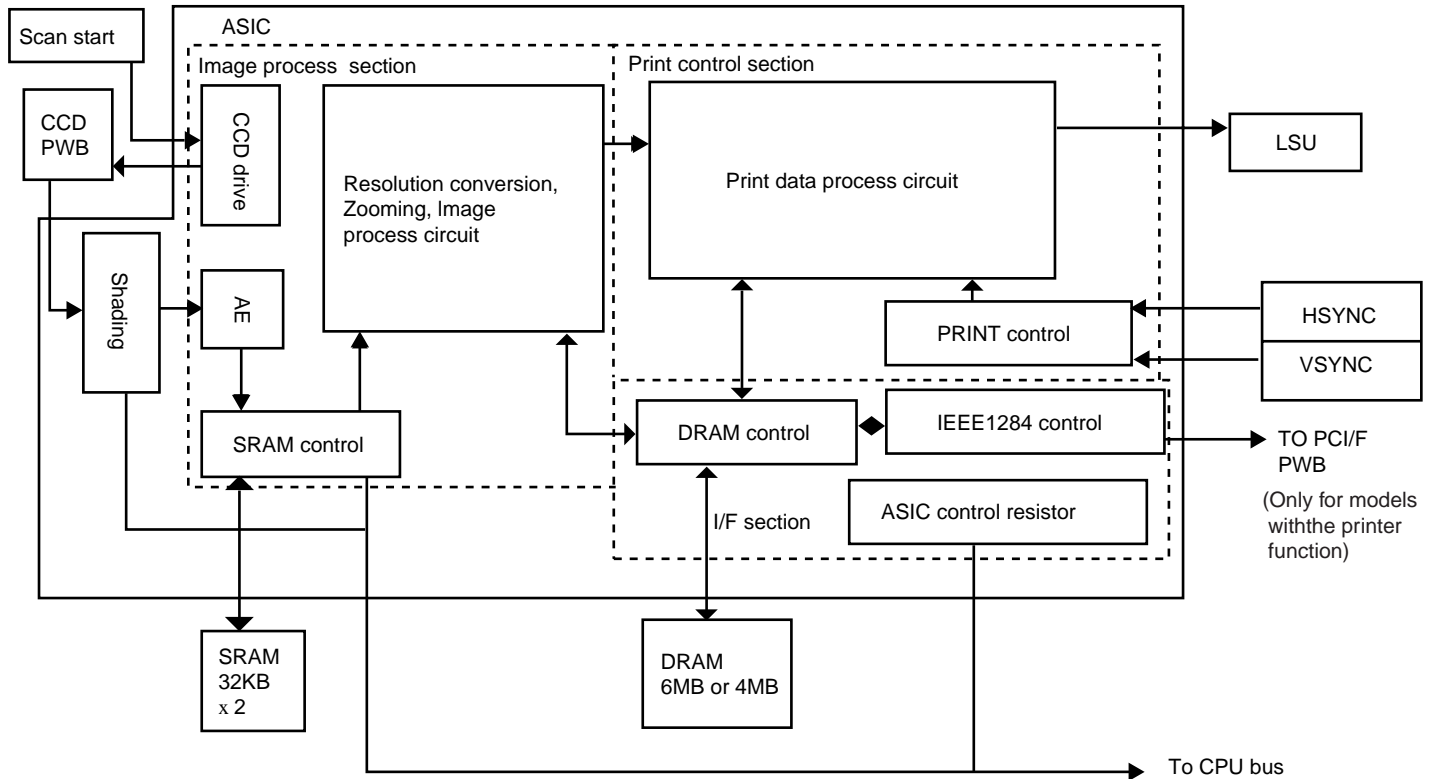 Scan start
ASIC
Image process section
Print control section
CCD
PWB
CCD drive
Resolution conversion,
Zooming, Image
process circuit
Print data process circuit
LSU
Shading
AE
PRINT control
HSYNC
VSYNC
SRAM control
DRAM control
IEEE1284 control
TO PCI/F
PWB
(Only for models
withthe printer
function)
I/F section
ASIC control resistor
SRAM
32KB
x 2
DRAM
6MB or 4MB
To CPU bus